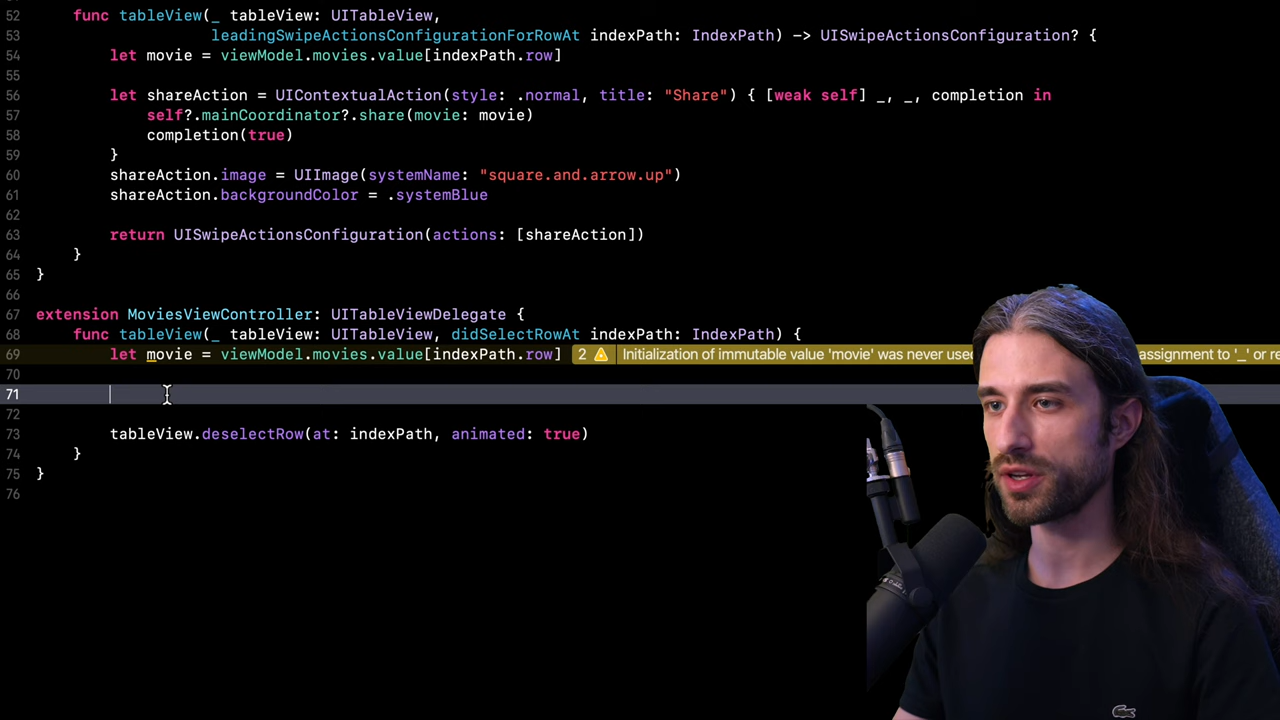 52 func tableView(_ tableView: UITableView,
53 leadingSwipeActionsConfigurationForRowAt indexPath: IndexPath) -> UISwipeActionsConfiguration? {
54 let movie = viewModel.movies.value[indexPath.row]
55
56 let shareAction = UIContextualAction(style: .normal, title: "Share") { [weak self] _, _, completion in
57 self?.mainCoordinator?.share(movie: movie)
58 completion(true)
59 }
60 shareAction.image = UIImage(systemName: "square.and.arrow.up")
61 shareAction.backgroundColor = .systemBlue
62
63 return UISwipeActionsConfiguration(actions: [shareAction])
64 }
65 }
66
67 extension MoviesViewController: UITableViewDelegate {
68 func tableView(_ tableView: UITableView, didSelectRowAt indexPath: IndexPath) {
69 let movie = viewModel.movies.value[indexPath.row] 2 Initialization of immutable value 'movie' was never used assignment to '_' or re
70
71
72
73 tableView.deselectRow(at: indexPath, animated: true)
74 }
75 }
76